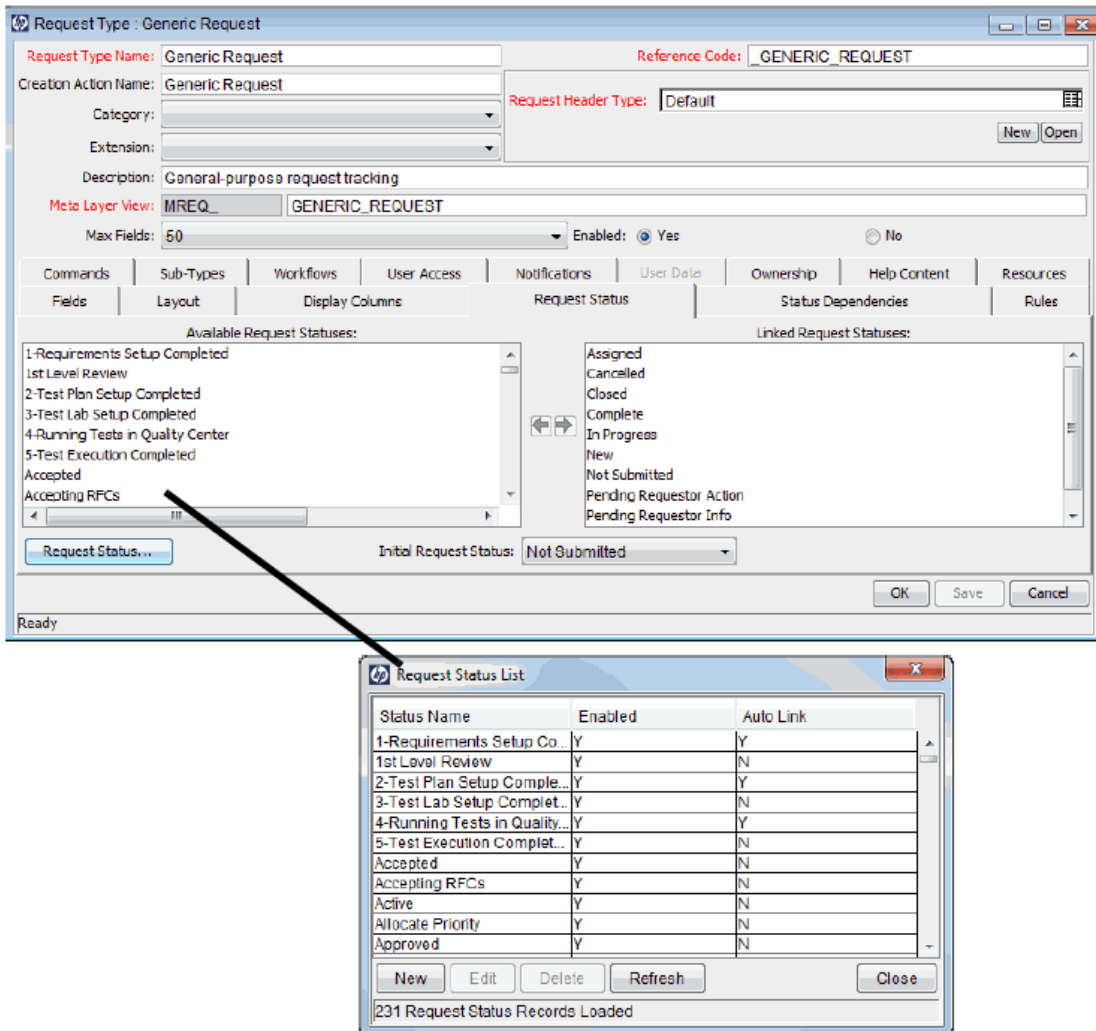 hp Request Type : Generic Request
Request Type Name: Generic Request Reference Code: _GENERIC_REQUEST
Creation Action Name: Generic Request
Request Header Type: Default
Category:
New Open
Extension:
Description: General-purpose request tracking
Meta Layer View: MREQ_ GENERIC_REQUEST
Max Fields: 50 Enabled: Yes No
Commands Sub-Types Workflows User Access Notifications User Data Ownership Help Content Resources
Fields Layout Display Columns Request Status Status Dependencies Rules
Available Request Statuses: Linked Request Statuses:
1-Requirements Setup Completed Assigned
1st Level Review Cancelled
2-Test Plan Setup Completed Closed
3-Test Lab Setup Completed Complete
4-Running Tests in Quality Center In Progress
5-Test Execution Completed New
Accepted Not Submitted
Accepting RFCs Pending Requestor Action
Pending Requestor Info
Request Status... Initial Request Status: Not Submitted
OK Save Cancel
Ready
hp Request Status List
Status Name Enabled Auto Link
1-Requirements Setup Co... Y Y
1st Level Review Y N
2-Test Plan Setup Comple... Y Y
3-Test Lab Setup Complet... Y N
4-Running Tests in Quality... Y Y
5-Test Execution Complet... Y N
Accepted Y N
Accepting RFCs Y N
Active Y N
Allocate Priority Y N
Approved Y N
New Edit Delete Refresh Close
231 Request Status Records Loaded